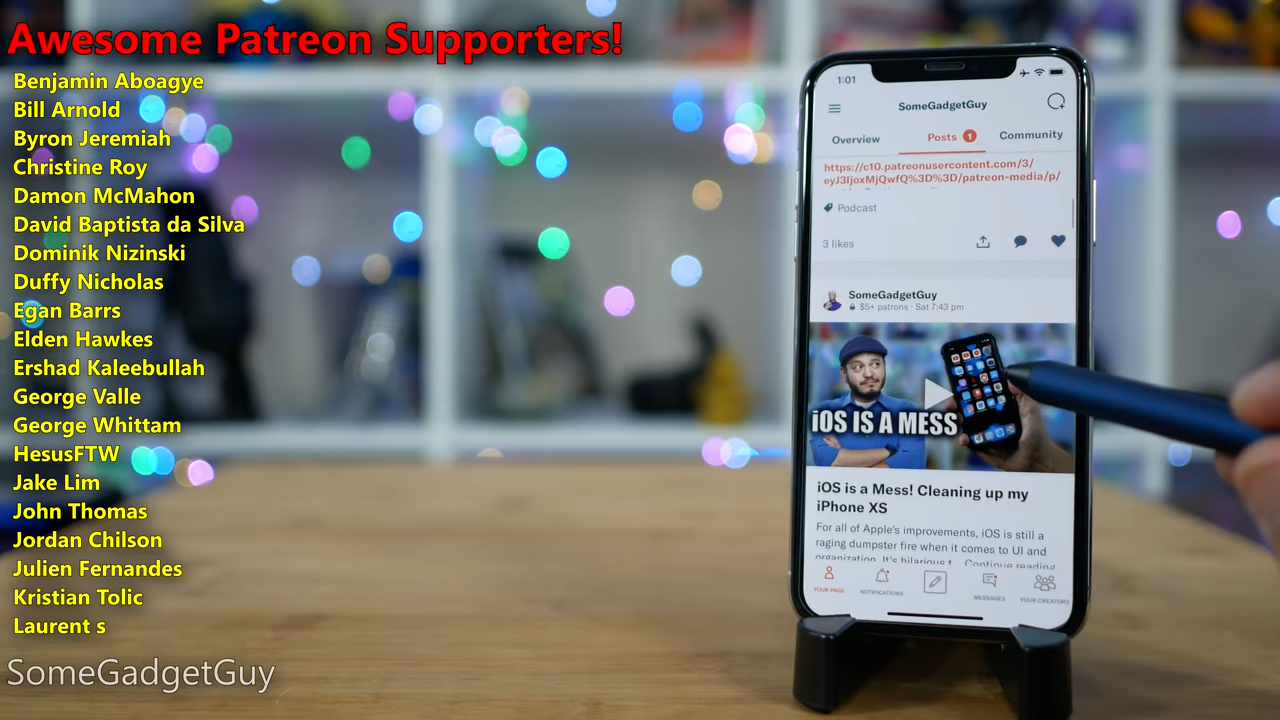 Awesome Patreon Supporters!
Benjamin Aboagye
Bill Arnold
Byron Jeremiah
Christine Roy
Damon McMahon
David Baptista da Silva
Dominik Nizinski
Duffy Nicholas
Egan Barrs
Elden Hawkes
Ershad Kaleebullah
George Valle
George Whittam
HesusFTW
Jake Lim
John Thomas
Jordan Chilson
Julien Fernandes
Kristian Tolic
Laurent s
SomeGadgetGuy
1:01
SomeGadgetGuy
Overview Posts 1 Community
https://c10.patreonusercontent.com/3/
eyJ3IjoxMjQwfQ%3D%3D/patreon-media/p/
Podcast
3 likes
SomeGadgetGuy
$5+ patrons · Sat 7:43 pm
iOS IS A MESS
iOS is a Mess! Cleaning up my
iPhone XS
For all of Apple's improvements, iOS is still a
raging dumpster fire when it comes to UI and
organization. It's hilarious t... Continue reading
YOUR PAGE NOTIFICATIONS MESSAGES YOUR CREATORS